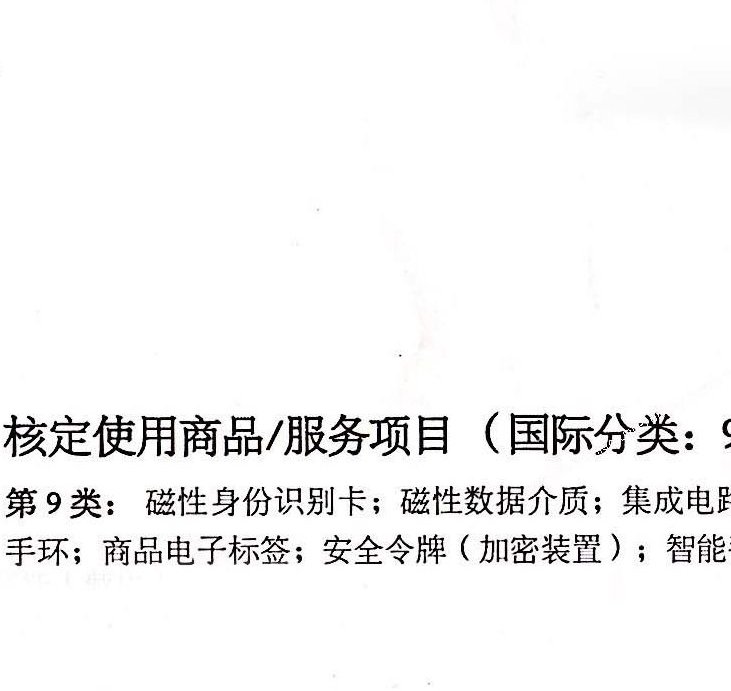 核定使用商品/服务项目（国际分类：9
第 9 类： 磁性身份识别卡；磁性数据介质；集成电路
手环；商品电子标签；安全令牌（加密装置）；智能